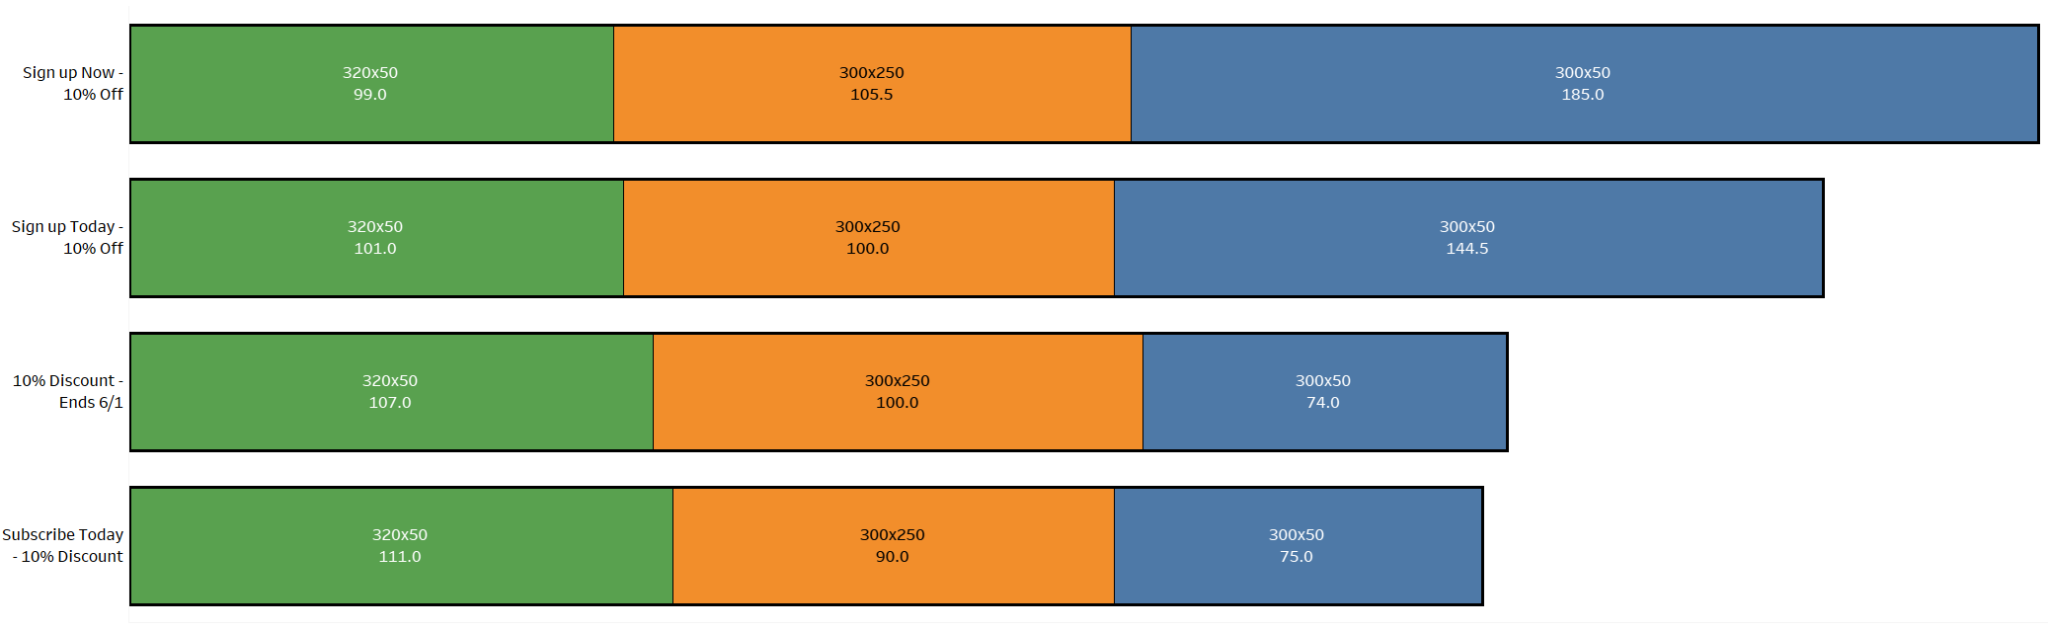 Sign up Now -
10% Off
320x50
99.0
300x250
105.5
300x50
185.0
Sign up Today -
10% Off
320x50
101.0
300x250
100.0
300x50
144.5
10% Discount -
Ends 6/1
320x50
107.0
300x250
100.0
300x50
74.0
Subscribe Today
- 10% Discount
320x50
111.0
300x250
90.0
300x50
75.0